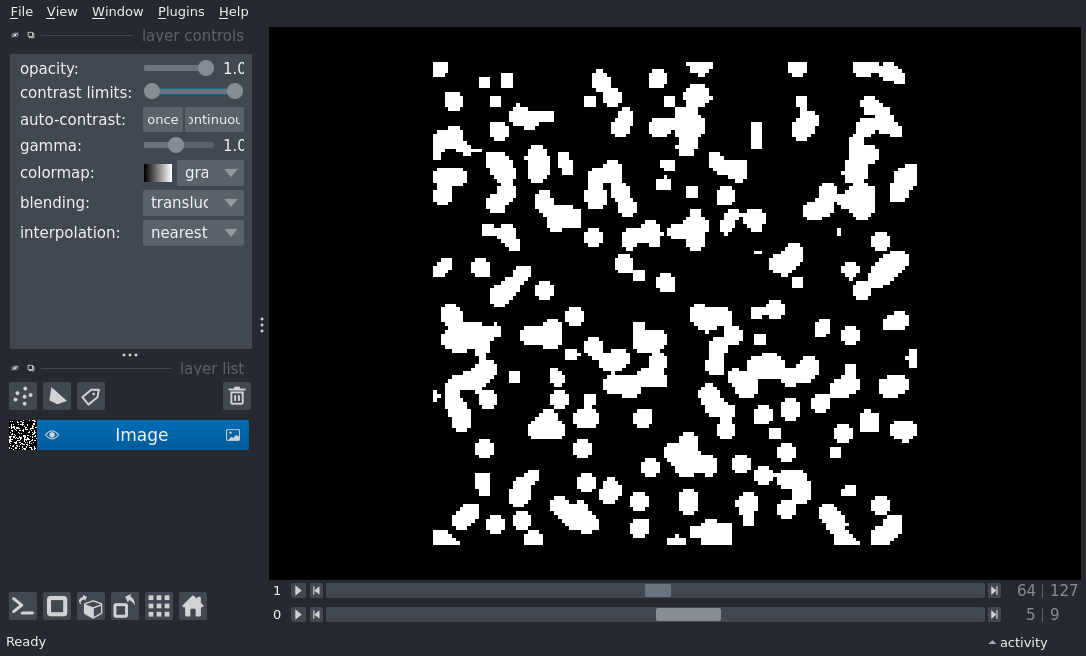 File View Window Plugins Help
layer controls
opacity: 1.0
contrast limits:
auto-contrast: once ontinuou
gamma: 1.0
colormap: gra
blending: transluc
interpolation: nearest
layer list
Image
1 64 | 127
0 5 | 9
Ready activity